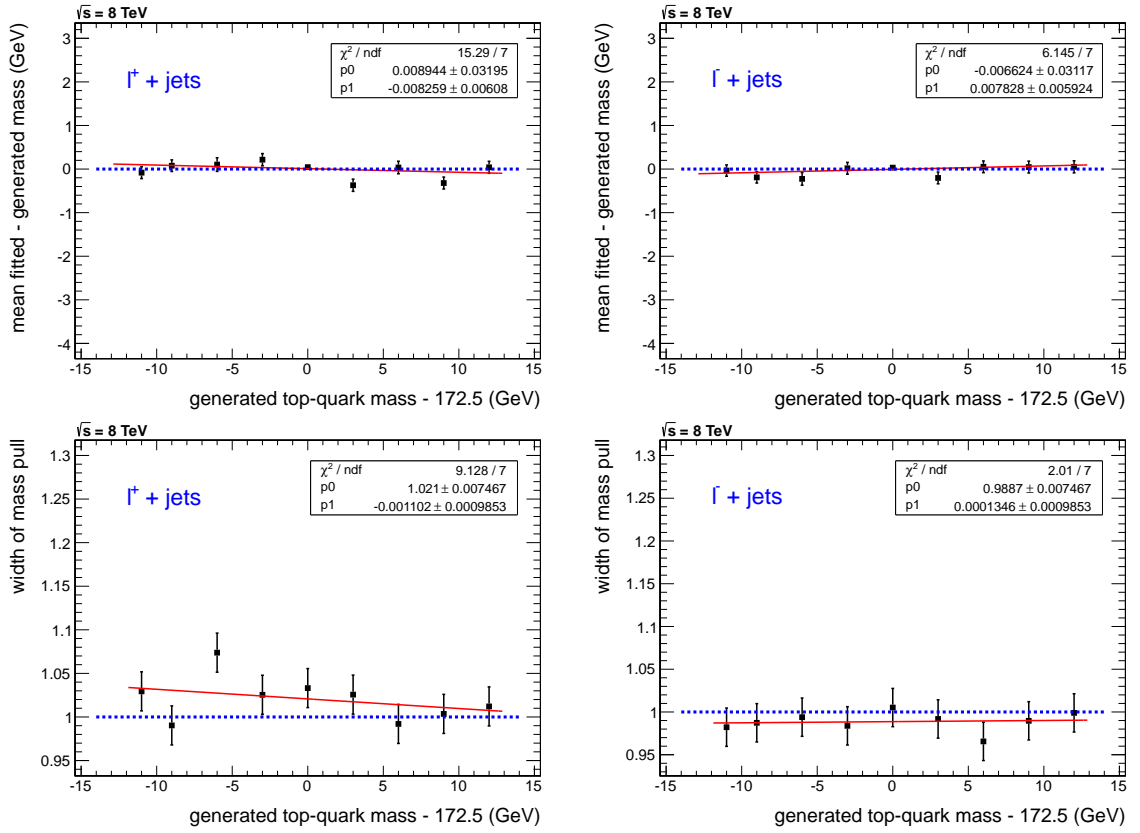 √s = 8 TeV
mean fitted - generated mass (GeV)
l⁺ + jets
χ² / ndf 15.29 / 7
p0 0.008944 ± 0.03195
p1 -0.008259 ± 0.00608
3
2
1
0
-1
-2
-3
-4
-15 -10 -5 0 5 10 15
generated top-quark mass - 172.5 (GeV)
√s = 8 TeV
mean fitted - generated mass (GeV)
l⁻ + jets
χ² / ndf 6.145 / 7
p0 -0.006624 ± 0.03117
p1 0.007828 ± 0.005924
3
2
1
0
-1
-2
-3
-4
-15 -10 -5 0 5 10 15
generated top-quark mass - 172.5 (GeV)
√s = 8 TeV
width of mass pull
l⁺ + jets
χ² / ndf 9.128 / 7
p0 1.021 ± 0.007467
p1 -0.001102 ± 0.0009853
1.3
1.25
1.2
1.15
1.1
1.05
1
0.95
-15 -10 -5 0 5 10 15
generated top-quark mass - 172.5 (GeV)
√s = 8 TeV
width of mass pull
l⁻ + jets
χ² / ndf 2.01 / 7
p0 0.9887 ± 0.007467
p1 0.0001346 ± 0.0009853
1.3
1.25
1.2
1.15
1.1
1.05
1
0.95
-15 -10 -5 0 5 10 15
generated top-quark mass - 172.5 (GeV)